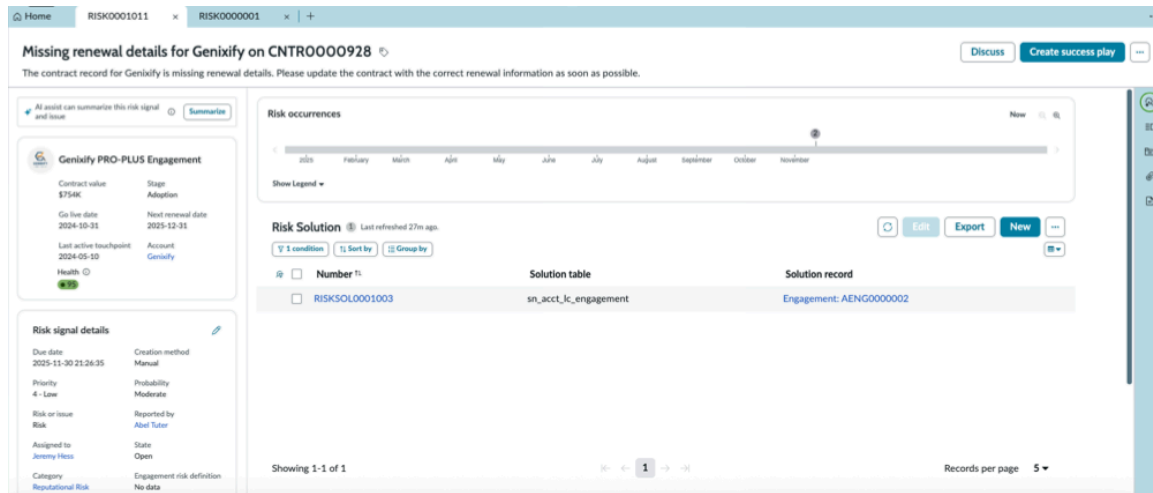 Home RISK0001011 × RISK0000001 × | +
Missing renewal details for Genixify on CNTR0000928
Discuss Create success play ...
The contract record for Genixify is missing renewal details. Please update the contract with the correct renewal information as soon as possible.
AI assist can summarize this risk signal and issue
Summarize
Genixify PRO-PLUS Engagement
Contract value Stage
$754K Adoption
Go live date Next renewal date
2024-10-31 2025-12-31
Last active touchpoint Account
2024-05-10 Genixify
Health
95
Risk signal details
Due date Creation method
2025-11-30 21:26:35 Manual
Priority Probability
4 - Low Moderate
Risk or issue Reported by
Risk Abel Tuter
Assigned to State
Jeremy Hess Open
Category Engagement risk definition
Reputational Risk No data
Risk occurrences Now
2
2025 February March April May June July August September October November
Show Legend
Risk Solution 1 Last refreshed 27m ago.
Edit Export New ...
1 condition Sort by Group by
Number Solution table Solution record
RISKSOL0001003 sn_acct_lc_engagement Engagement: AENG0000002
Showing 1-1 of 1 1 Records per page 5